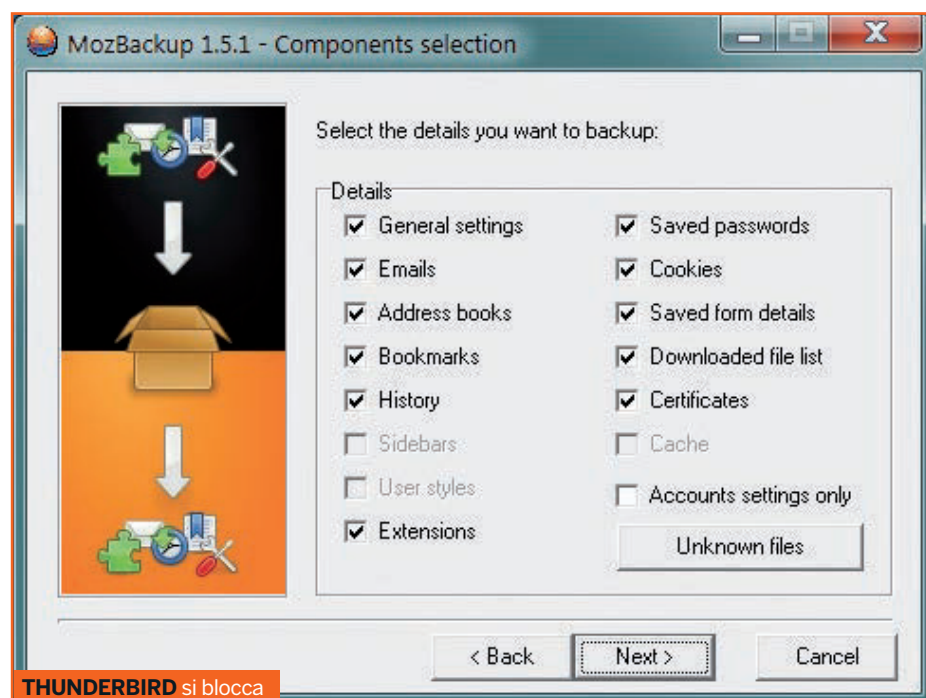 MozBackup 1.5.1 - Components selection
Select the details you want to backup:
Details
General settings
Emails
Address books
Bookmarks
History
Sidebars
User styles
Extensions
Saved passwords
Cookies
Saved form details
Downloaded file list
Certificates
Cache
Accounts settings only
Unknown files
< Back
Next >
Cancel
THUNDERBIRD si blocca